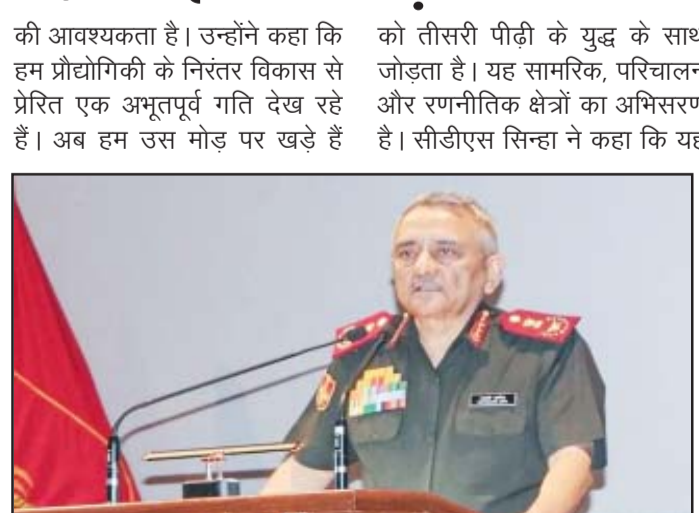 की आवश्यकता है। उन्होंने कहा कि
हम प्रौद्योगिकी के निरंतर विकास से
प्रेरित एक अभूतपूर्व गति देख रहे
हैं। अब हम उस मोड़ पर खड़े हैं
को तीसरी पीढ़ी के युद्ध के साथ
जोड़ता है। यह सामरिक, परिचालन
और रणनीतिक क्षेत्रों का अभिसरण
है। सीडीएस सिन्हा ने कहा कि यह